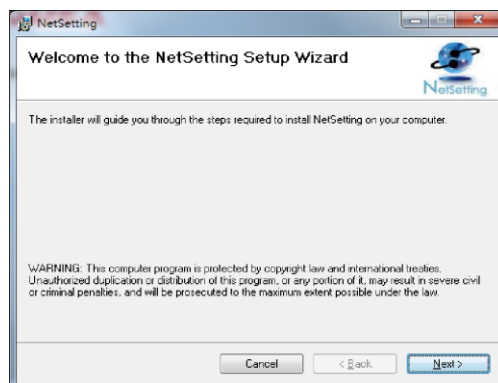 NetSetting
Welcome to the NetSetting Setup Wizard
NetSetting
The installer will guide you through the steps required to install NetSetting on your computer.
WARNING: This computer program is protected by copyright law and international treaties.
Unauthorized duplication or distribution of this program, or any portion of it, may result in severe civil
or criminal penalties, and will be prosecuted to the maximum extent possible under the law.
Cancel
< Back
Next >